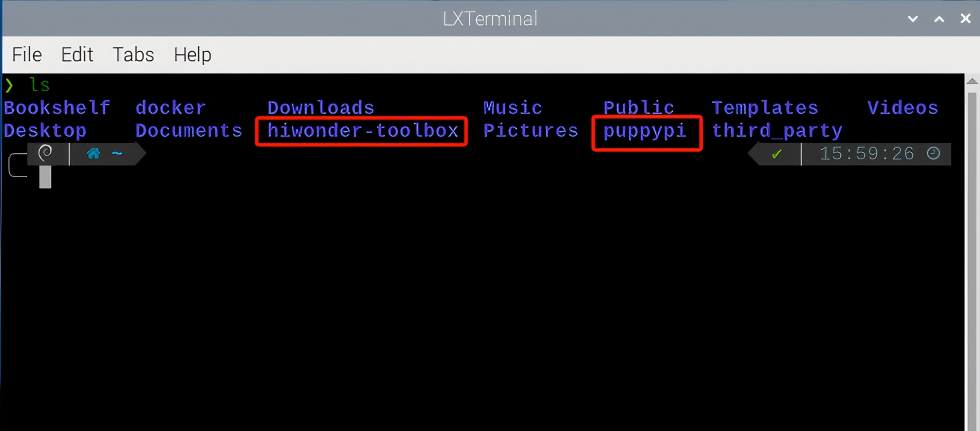 LXTerminal
File Edit Tabs Help
❯ ls
Bookshelf docker Downloads Music Public Templates Videos
Desktop Documents hiwonder-toolbox Pictures puppypi third_party
~ ✓ 15:59:26